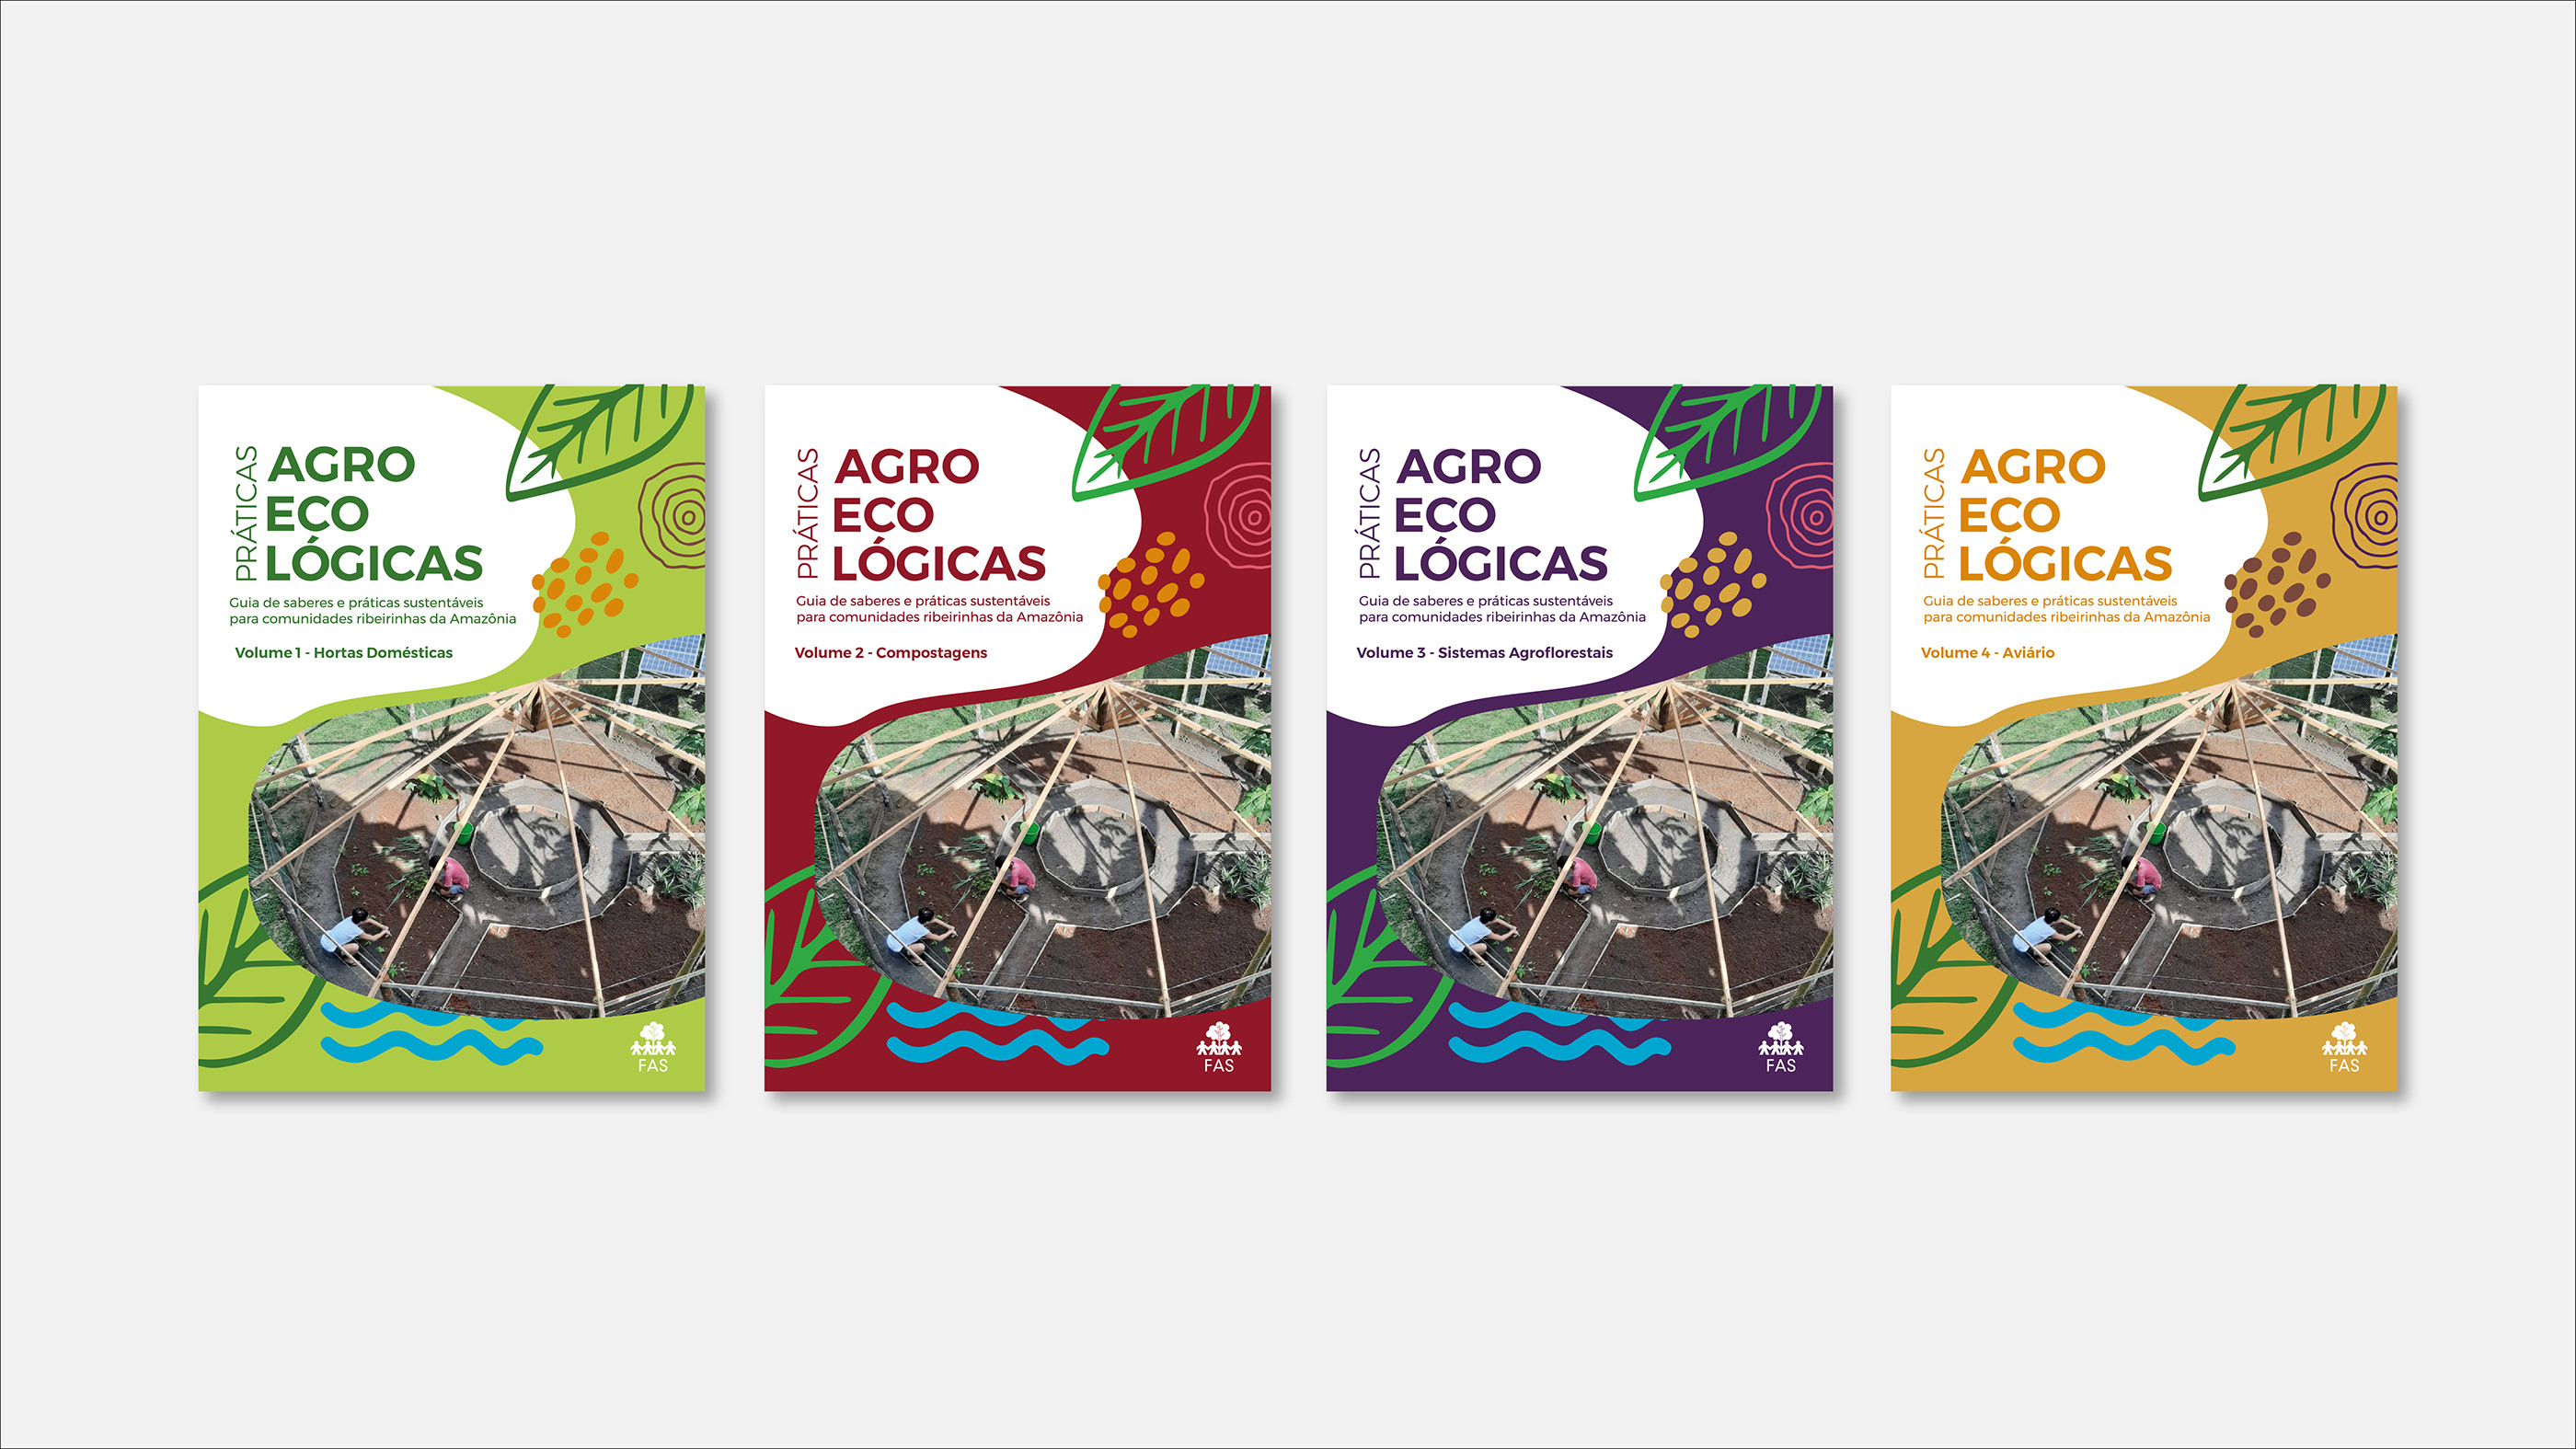 PRÁTICAS
AGRO
ECO
LÓGICAS
Guia de saberes e práticas sustentáveis
para comunidades ribeirinhas da Amazônia
Volume 1 - Hortas Domésticas
FAS
PRÁTICAS
AGRO
ECO
LÓGICAS
Guia de saberes e práticas sustentáveis
para comunidades ribeirinhas da Amazônia
Volume 2 - Compostagens
FAS
PRÁTICAS
AGRO
ECO
LÓGICAS
Guia de saberes e práticas sustentáveis
para comunidades ribeirinhas da Amazônia
Volume 3 - Sistemas Agroflorestais
FAS
PRÁTICAS
AGRO
ECO
LÓGICAS
Guia de saberes e práticas sustentáveis
para comunidades ribeirinhas da Amazônia
Volume 4 - Aviário
FAS